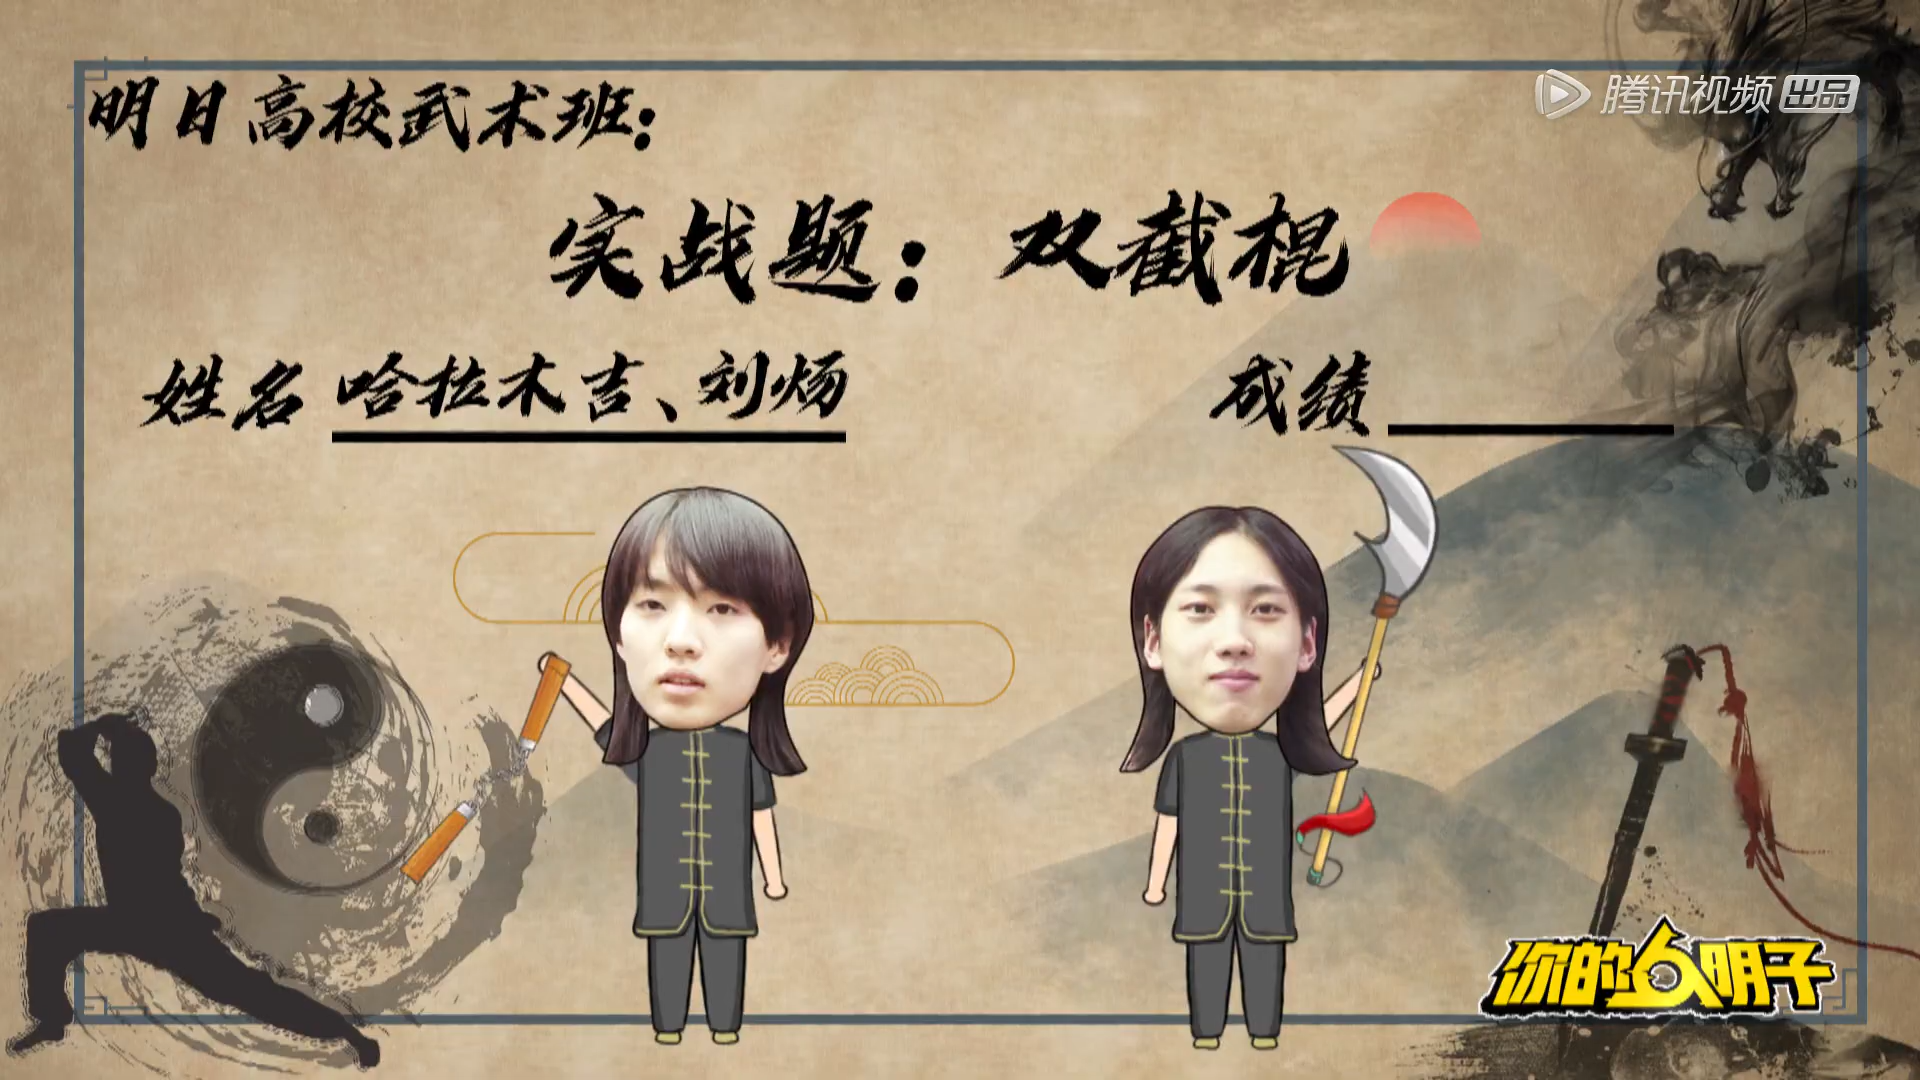 腾讯视频 出品
明日高校武术班：
实战题：双截棍
姓名 哈拉木吉、刘炀
成绩
你的6明子